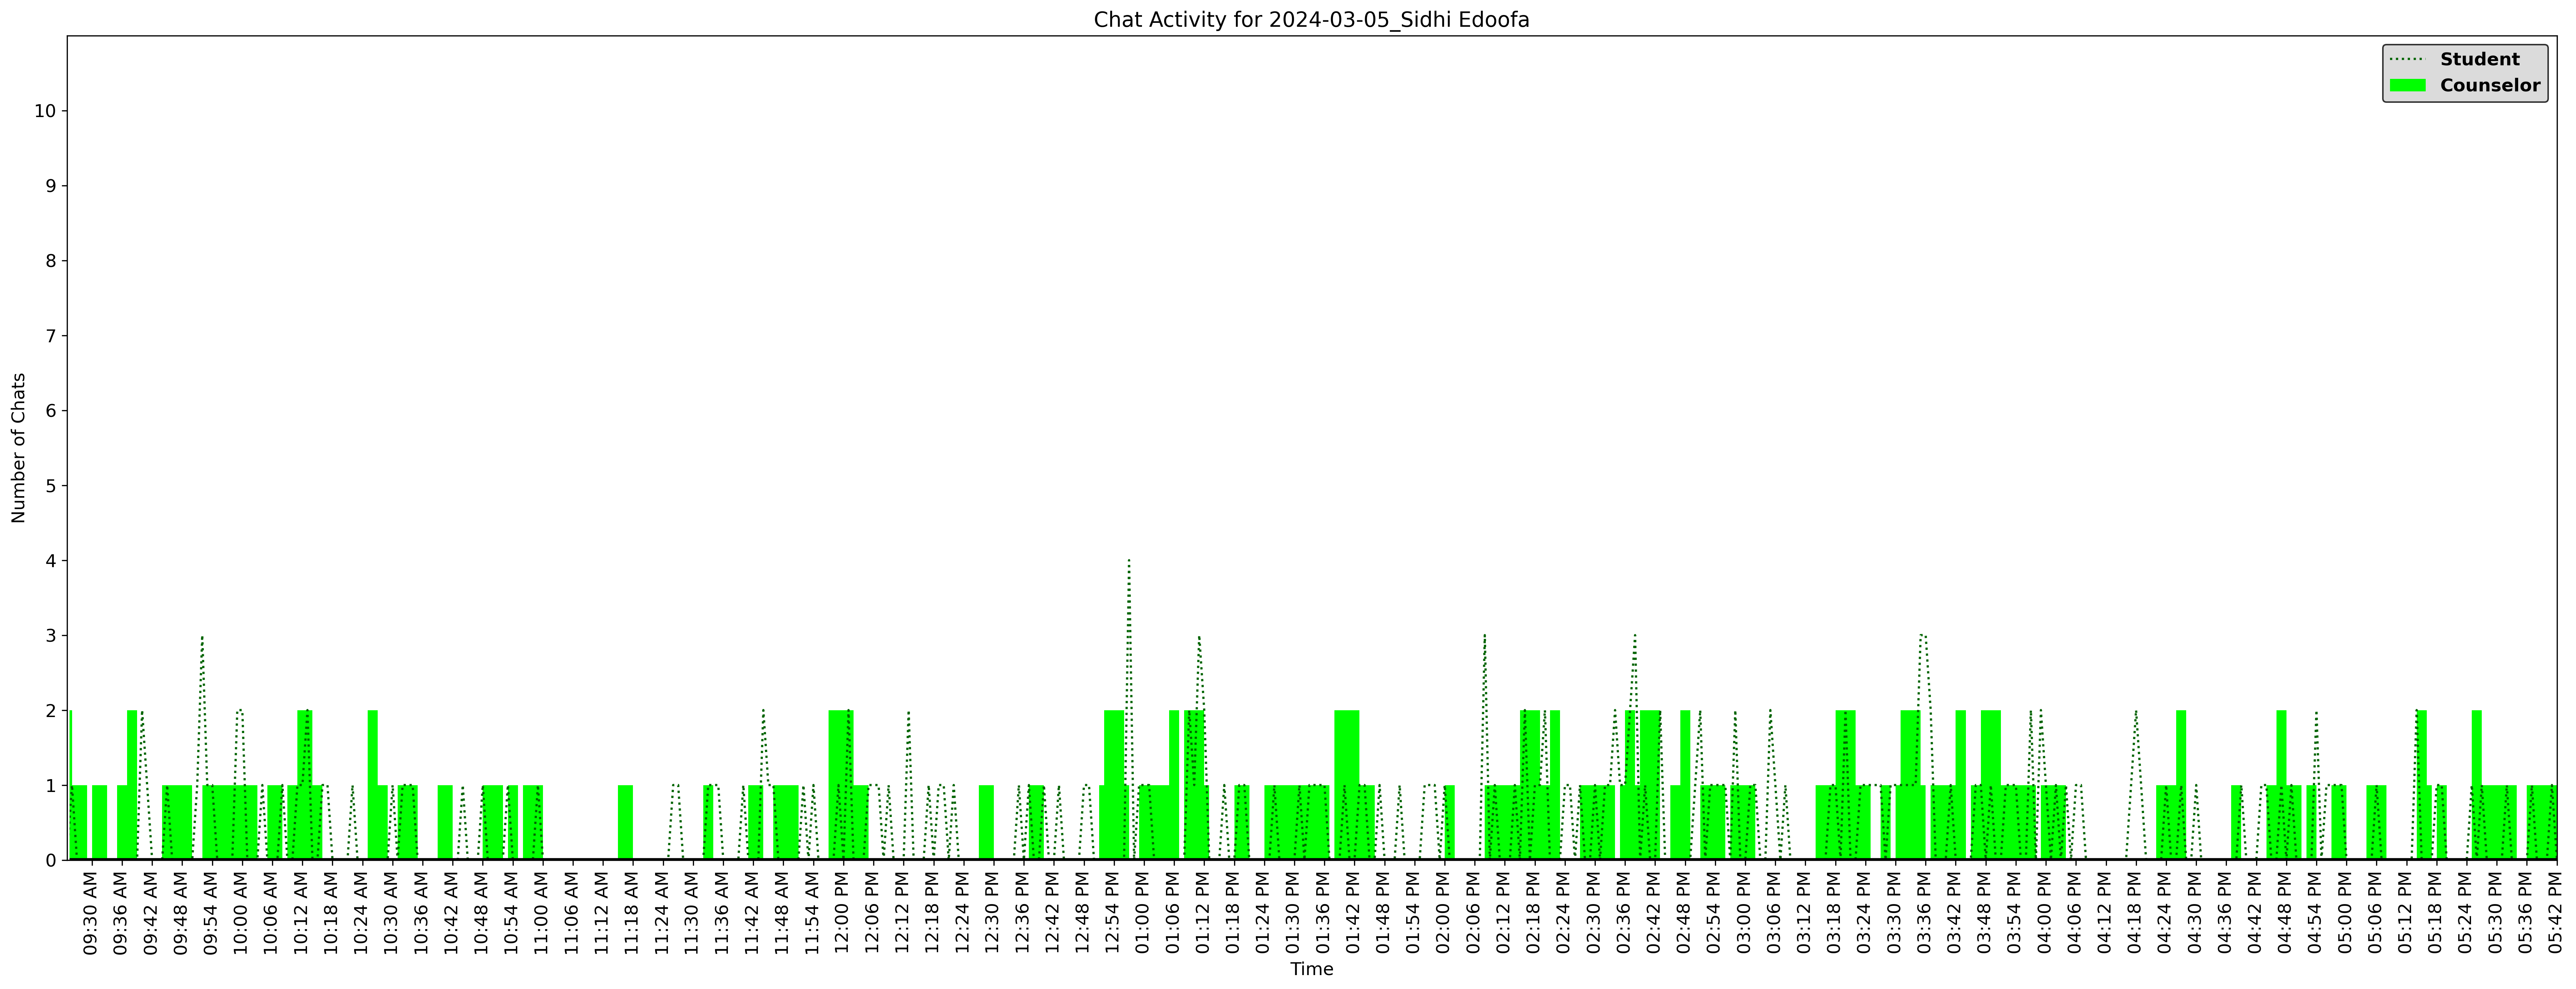 Chat Activity for 2024-03-05_Sidhi Edoofa
Student
Counselor
Number of Chats
10
9
8
7
6
5
4
3
2
1
0
09:30 AM
09:36 AM
09:42 AM
09:48 AM
09:54 AM
10:00 AM
10:06 AM
10:12 AM
10:18 AM
10:24 AM
10:30 AM
10:36 AM
10:42 AM
10:48 AM
10:54 AM
11:00 AM
11:06 AM
11:12 AM
11:18 AM
11:24 AM
11:30 AM
11:36 AM
11:42 AM
11:48 AM
11:54 AM
12:00 PM
12:06 PM
12:12 PM
12:18 PM
12:24 PM
12:30 PM
12:36 PM
12:42 PM
12:48 PM
12:54 PM
01:00 PM
01:06 PM
01:12 PM
01:18 PM
01:24 PM
01:30 PM
01:36 PM
01:42 PM
01:48 PM
01:54 PM
02:00 PM
02:06 PM
02:12 PM
02:18 PM
02:24 PM
02:30 PM
02:36 PM
02:42 PM
02:48 PM
02:54 PM
03:00 PM
03:06 PM
03:12 PM
03:18 PM
03:24 PM
03:30 PM
03:36 PM
03:42 PM
03:48 PM
03:54 PM
04:00 PM
04:06 PM
04:12 PM
04:18 PM
04:24 PM
04:30 PM
04:36 PM
04:42 PM
04:48 PM
04:54 PM
05:00 PM
05:06 PM
05:12 PM
05:18 PM
05:24 PM
05:30 PM
05:36 PM
05:42 PM
Time